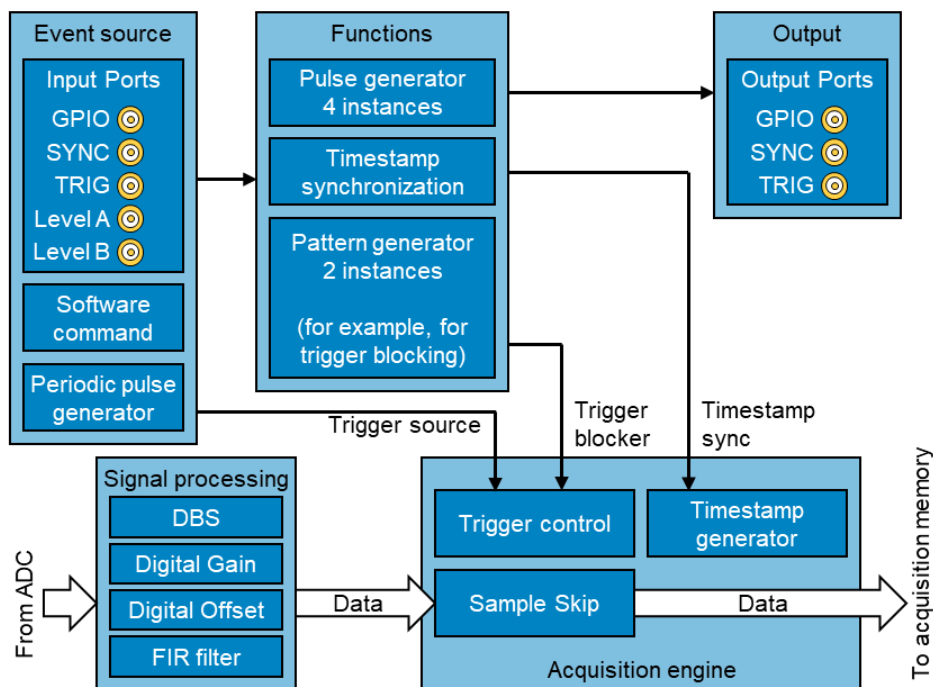 Event source
Input Ports
GPIO
SYNC
TRIG
Level A
Level B
Software
command
Periodic pulse
generator
Functions
Pulse generator
4 instances
Timestamp
synchronization
Pattern generator
2 instances
(for example, for
trigger blocking)
Output
Output Ports
GPIO
SYNC
TRIG
Trigger source
Trigger
blocker
Timestamp
sync
From ADC
Signal processing
DBS
Digital Gain
Digital Offset
FIR filter
Data
Trigger control
Timestamp
generator
Sample Skip
Data
Acquisition engine
To acquisition memory